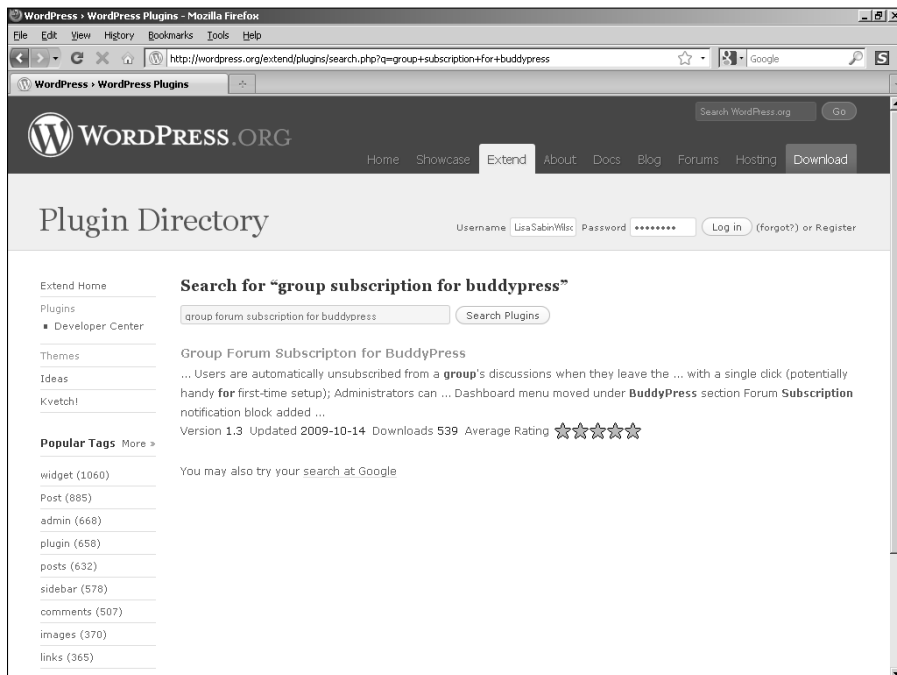 WordPress › WordPress Plugins - Mozilla Firefox
File Edit View History Bookmarks Tools Help
http://wordpress.org/extend/plugins/search.php?q=group+subscription+for+buddypress
Google
WordPress › WordPress Plugins
Search WordPress.org Go
WORDPRESS.ORG
Home Showcase Extend About Docs Blog Forums Hosting Download
Plugin Directory
Username LisaSabinWilsc Password •••••••• Log in (forgot?) or Register
Extend Home
Plugins
Developer Center
Themes
Ideas
Kvetch!
Popular Tags More »
widget (1060)
Post (885)
admin (668)
plugin (658)
posts (632)
sidebar (578)
comments (507)
images (370)
links (365)
Search for “group subscription for buddypress”
group forum subscription for buddypress Search Plugins
Group Forum Subscripton for BuddyPress
... Users are automatically unsubscribed from a group's discussions when they leave the ... with a single click (potentially
handy for first-time setup); Administrators can ... Dashboard menu moved under BuddyPress section Forum Subscription
notification block added ...
Version 1.3 Updated 2009-10-14 Downloads 539 Average Rating
You may also try your search at Google